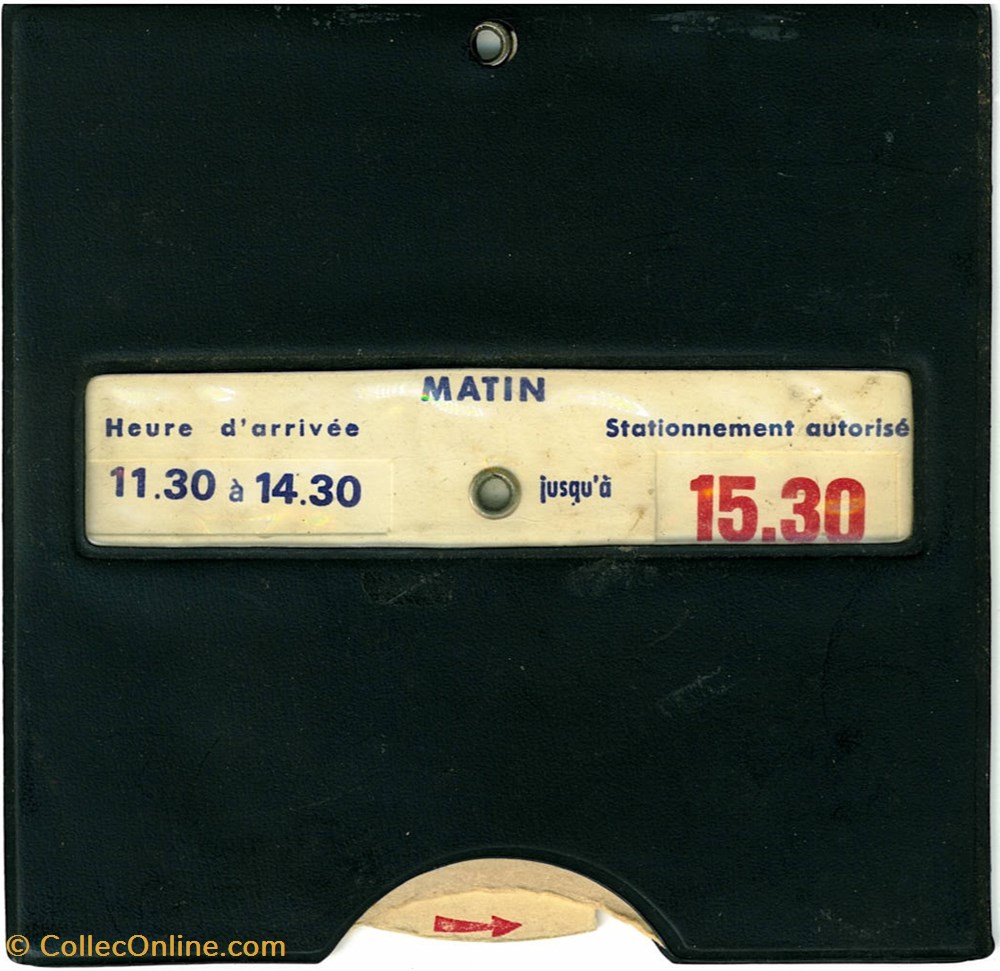 MATIN
Heure d'arrivée Stationnement autorisé
11.30 à 14.30 jusqu'à 15.30
© CollecOnline.com